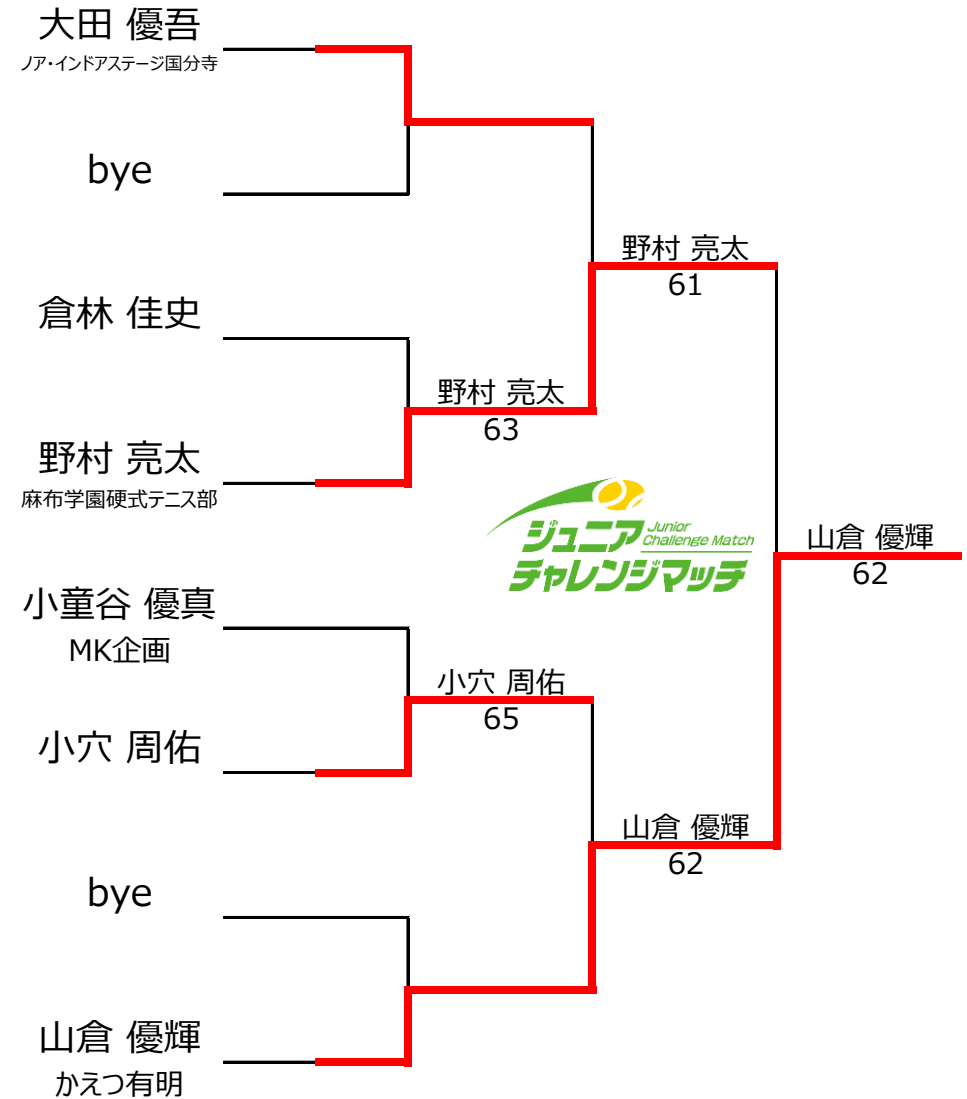 大田 優吾
ノア・インドアステージ国分寺
bye
倉林 佳史
野村 亮太
麻布学園硬式テニス部
小童谷 優真
MK企画
小穴 周佑
bye
山倉 優輝
かえつ有明
野村 亮太
63
小穴 周佑
65
野村 亮太
61
山倉 優輝
62
山倉 優輝
62
ジュニア
Junior
Challenge Match
チャレンジマッチ